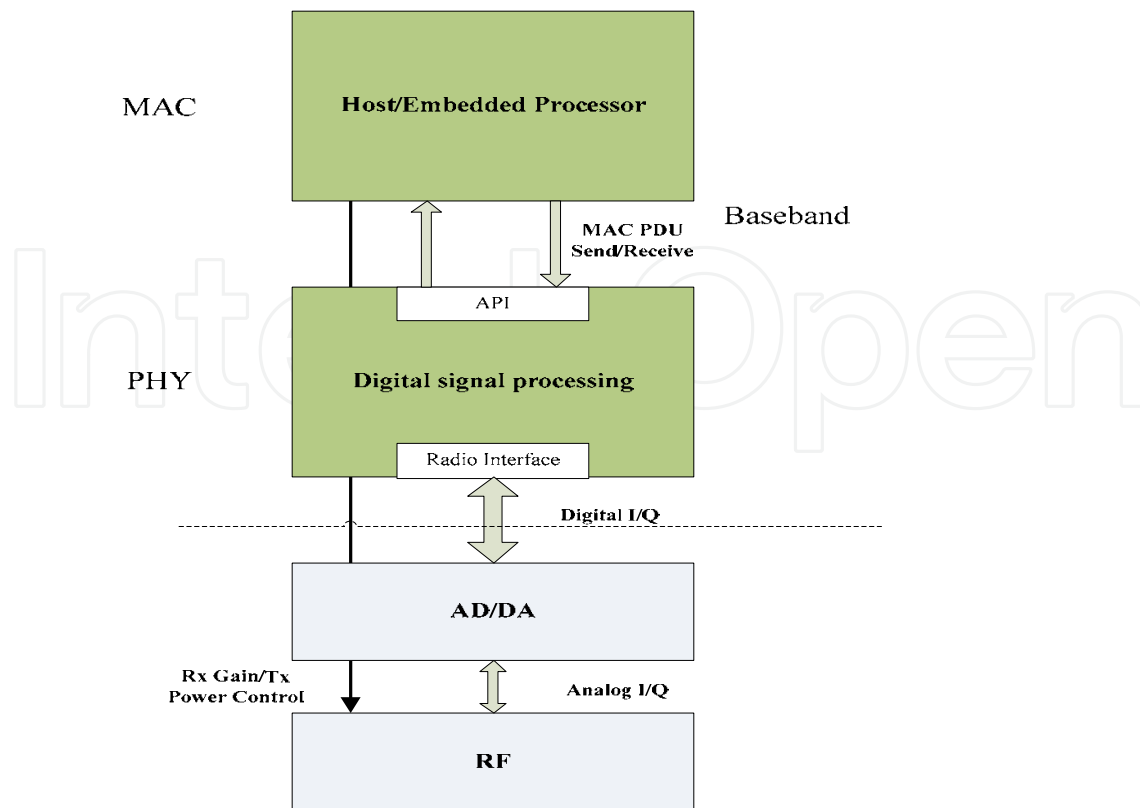 Host/Embedded Processor
MAC
Baseband
MAC PDU
Send/Receive
API
PHY
Digital signal processing
Radio Interface
Digital I/Q
AD/DA
Rx Gain/Tx
Power Control
Analog I/Q
RF